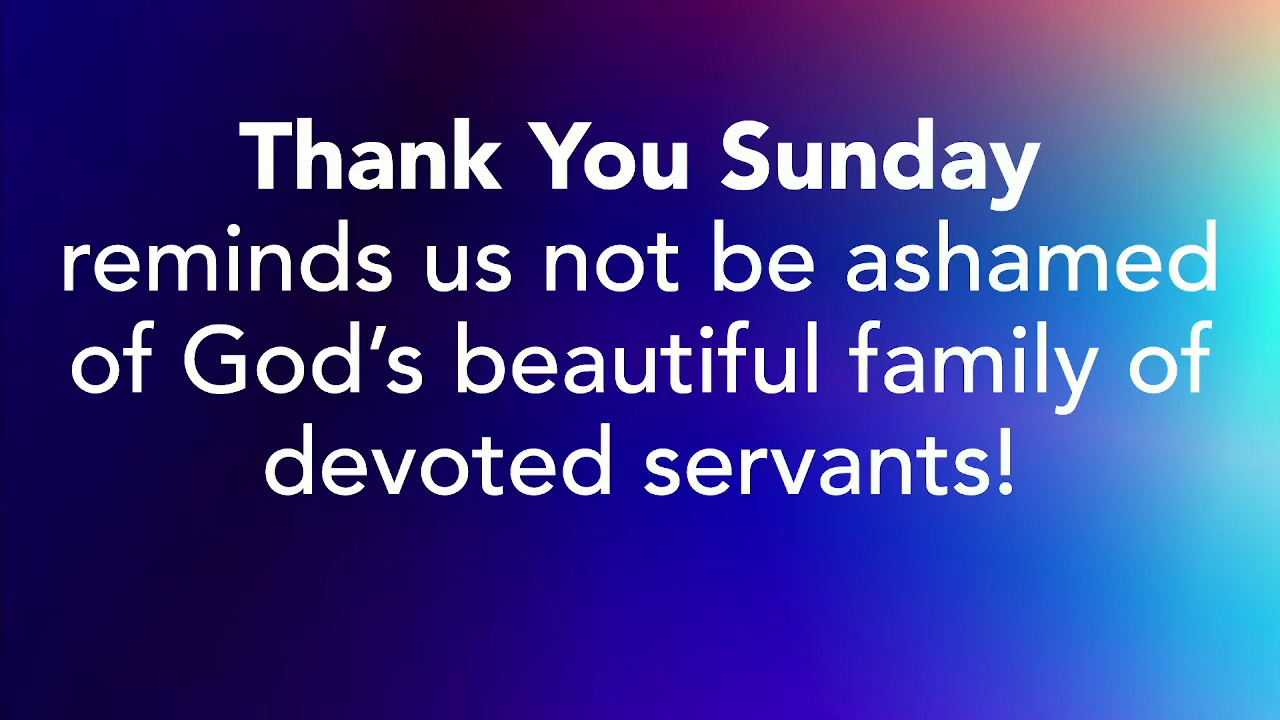 Thank You Sunday
reminds us not be ashamed
of God’s beautiful family of
devoted servants!